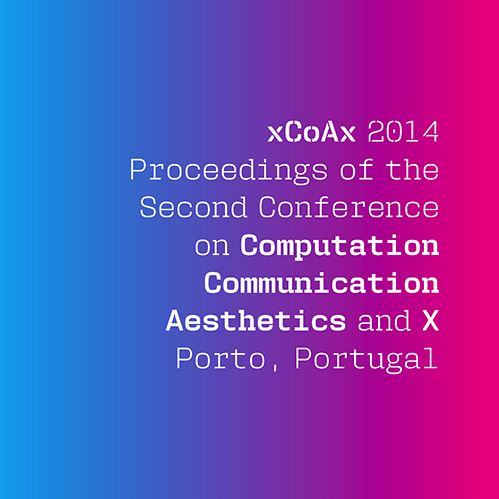 xCoAx 2014
Proceedings of the
Second Conference
on Computation
Communication
Aesthetics and X
Porto, Portugal